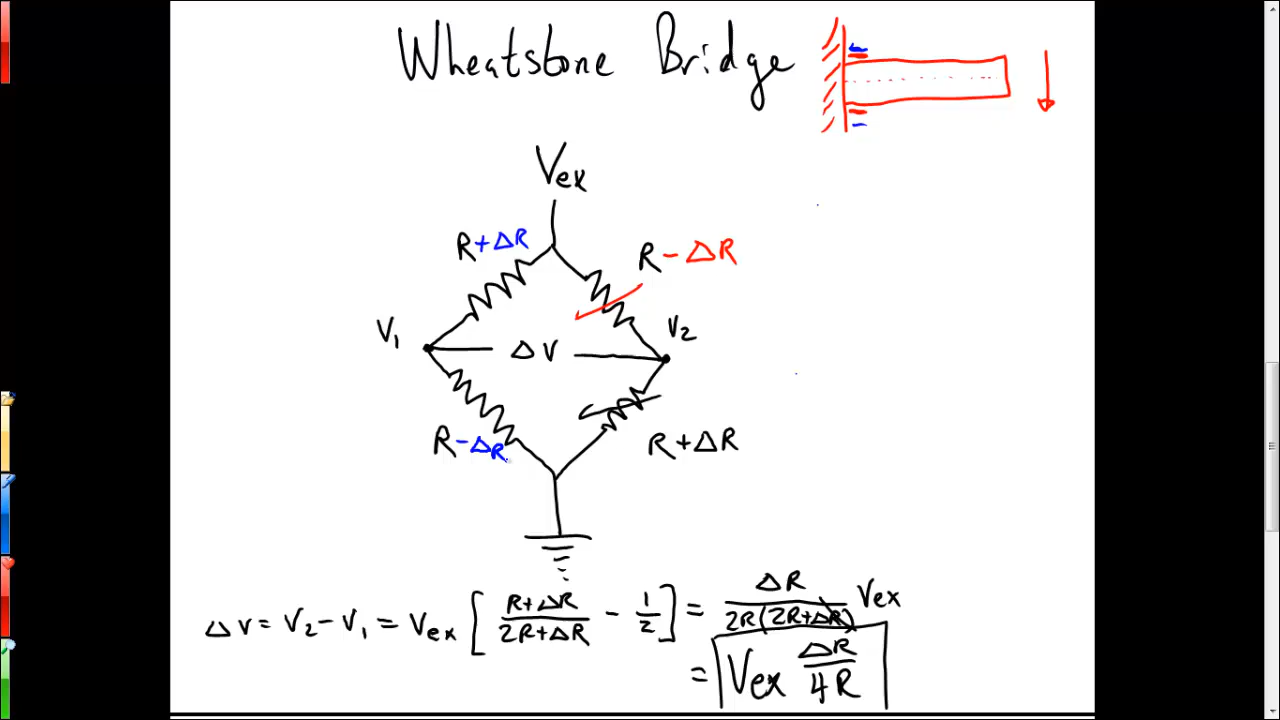 Wheatstone Bridge
Vex
R+ΔR
R-ΔR
V1
ΔV
V2
R-ΔR
R+ΔR
ΔV = V2 - V1 = Vex [ (R+ΔR)/(2R+ΔR) - 1/2 ] = ΔR/(2R(2R+ΔR)) Vex
= Vex ΔR/4R